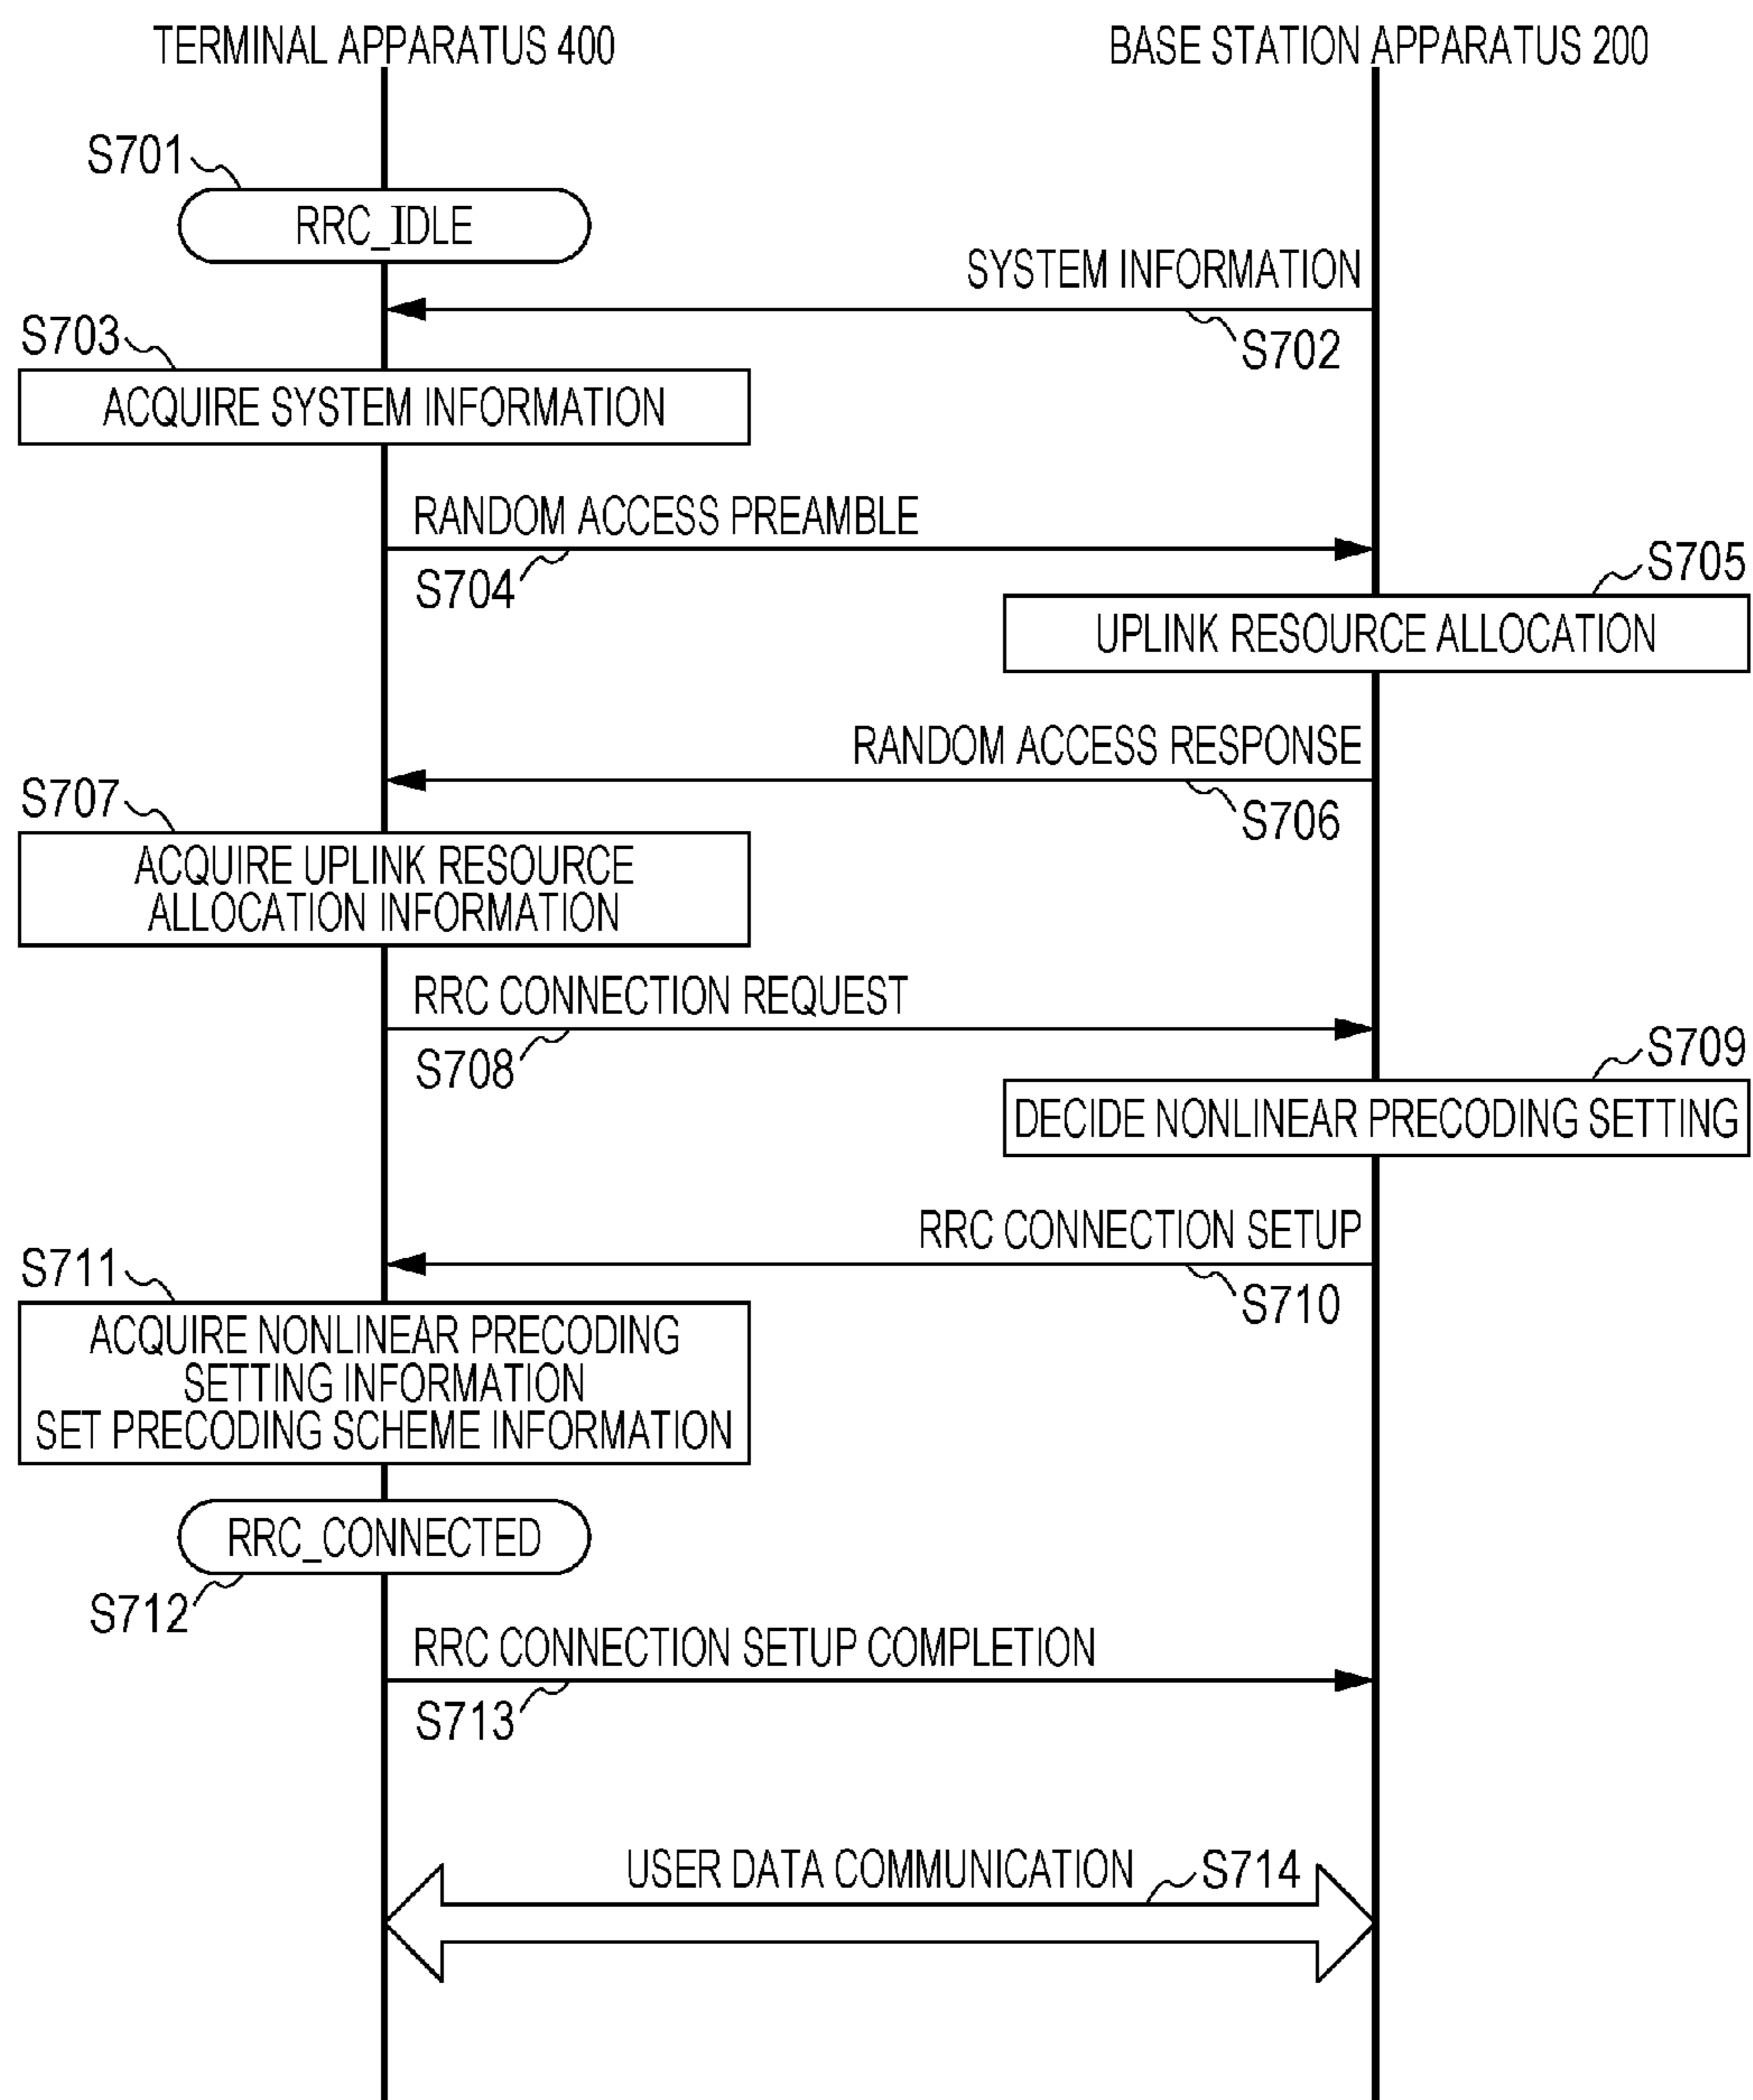 TERMINAL APPARATUS 400
BASE STATION APPARATUS 200
S701
RRC_IDLE
SYSTEM INFORMATION
S702
S703
ACQUIRE SYSTEM INFORMATION
RANDOM ACCESS PREAMBLE
S704
S705
UPLINK RESOURCE ALLOCATION
RANDOM ACCESS RESPONSE
S706
S707
ACQUIRE UPLINK RESOURCE
ALLOCATION INFORMATION
RRC CONNECTION REQUEST
S708
S709
DECIDE NONLINEAR PRECODING SETTING
RRC CONNECTION SETUP
S710
S711
ACQUIRE NONLINEAR PRECODING
SETTING INFORMATION
SET PRECODING SCHEME INFORMATION
RRC_CONNECTED
S712
RRC CONNECTION SETUP COMPLETION
S713
USER DATA COMMUNICATION
S714